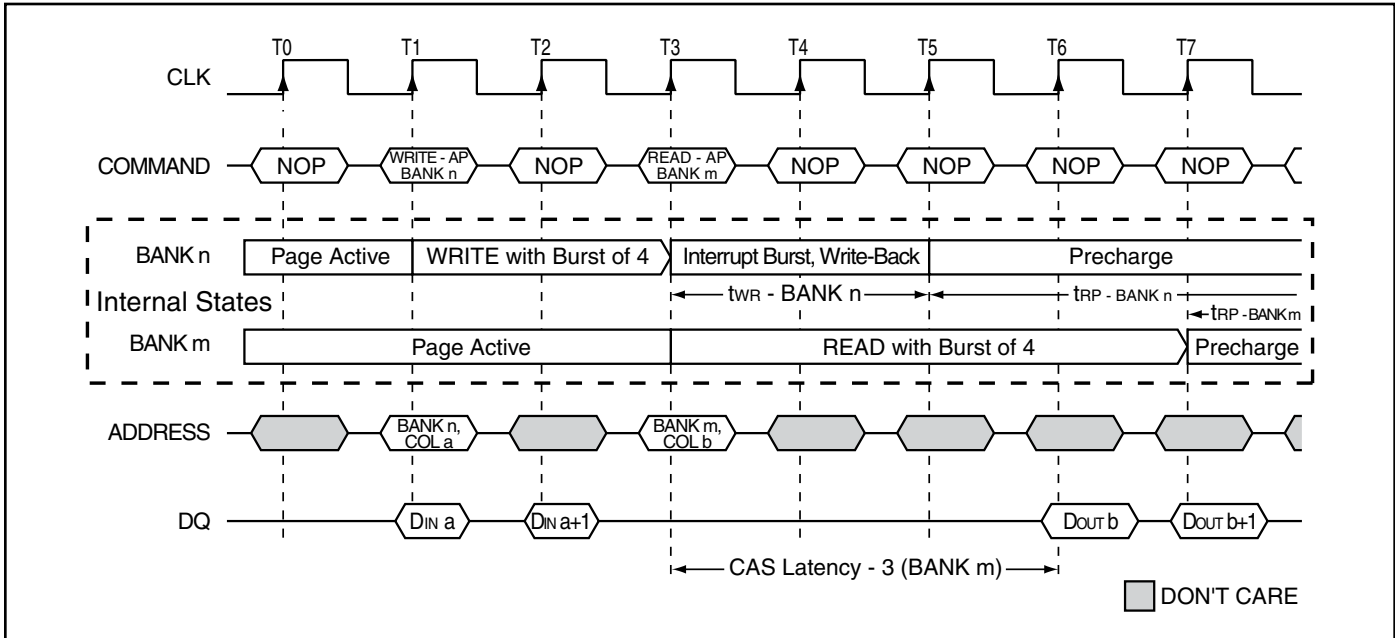 T0 T1 T2 T3 T4 T5 T6 T7
CLK
COMMAND NOP WRITE - AP BANK n NOP READ - AP BANK m NOP NOP NOP NOP
BANK n Page Active WRITE with Burst of 4 Interrupt Burst, Write-Back Precharge
Internal States tWR - BANK n tRP - BANK n
tRP - BANK m
BANK m Page Active READ with Burst of 4 Precharge
ADDRESS BANK n, COL a BANK m, COL b
DQ DIN a DIN a+1 DOUT b DOUT b+1
CAS Latency - 3 (BANK m)
DON'T CARE